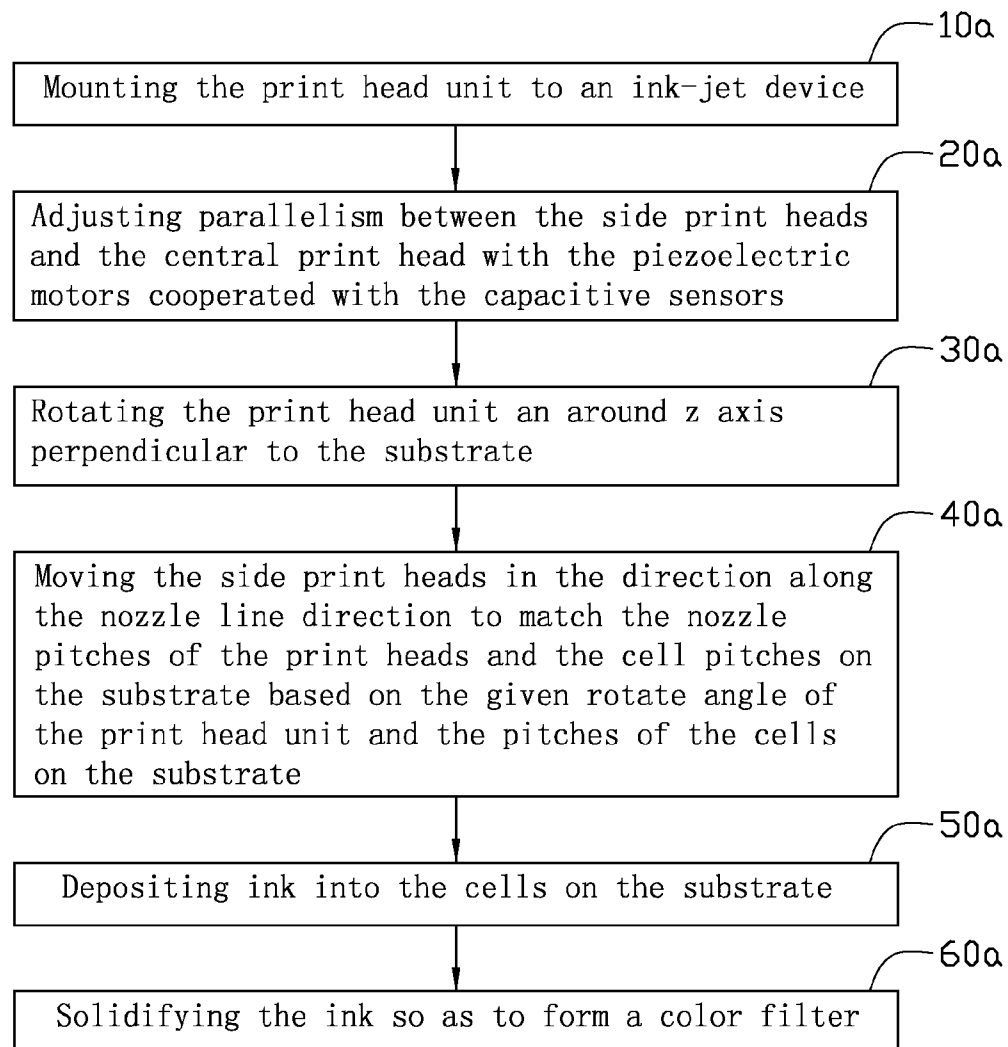 10a
Mounting the print head unit to an ink-jet device
20a
Adjusting parallelism between the side print heads
and the central print head with the piezoelectric
motors cooperated with the capacitive sensors
30a
Rotating the print head unit an around z axis
perpendicular to the substrate
40a
Moving the side print heads in the direction along
the nozzle line direction to match the nozzle
pitches of the print heads and the cell pitches on
the substrate based on the given rotate angle of
the print head unit and the pitches of the cells
on the substrate
50a
Depositing ink into the cells on the substrate
60a
Solidifying the ink so as to form a color filter